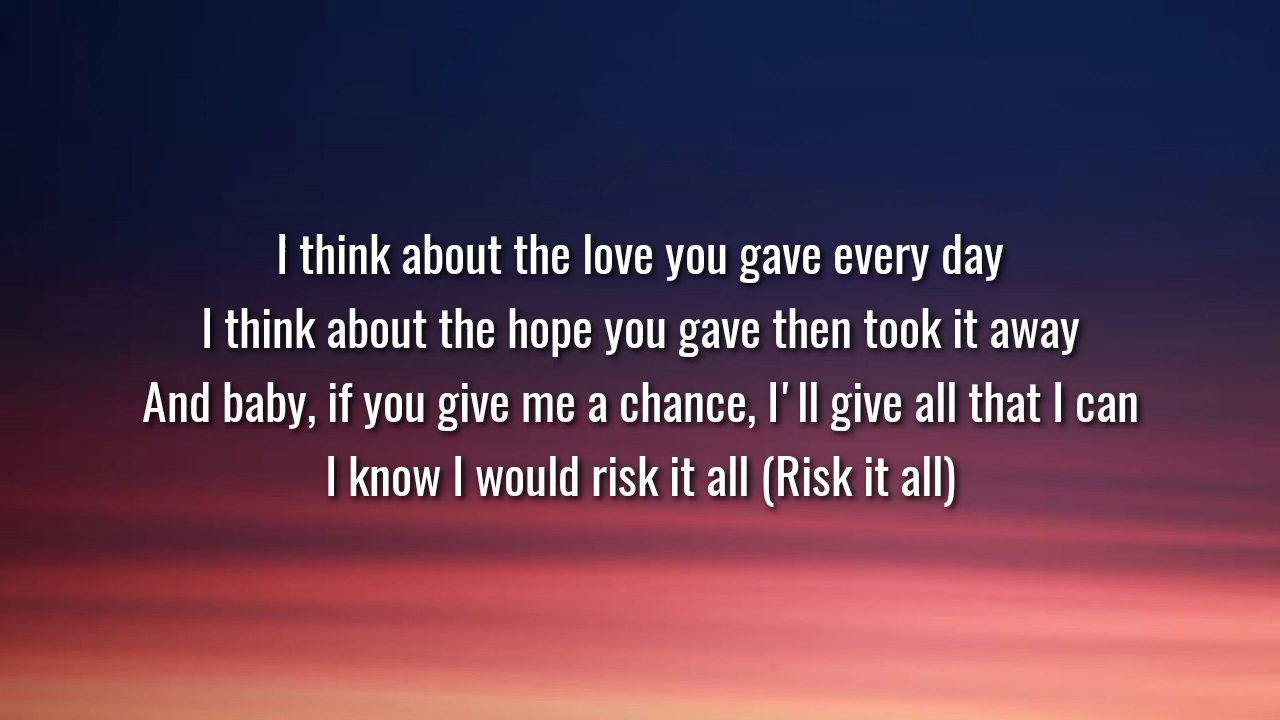 I think about the love you gave every day
I think about the hope you gave then took it away
And baby, if you give me a chance, I'll give all that I can
I know I would risk it all (Risk it all)